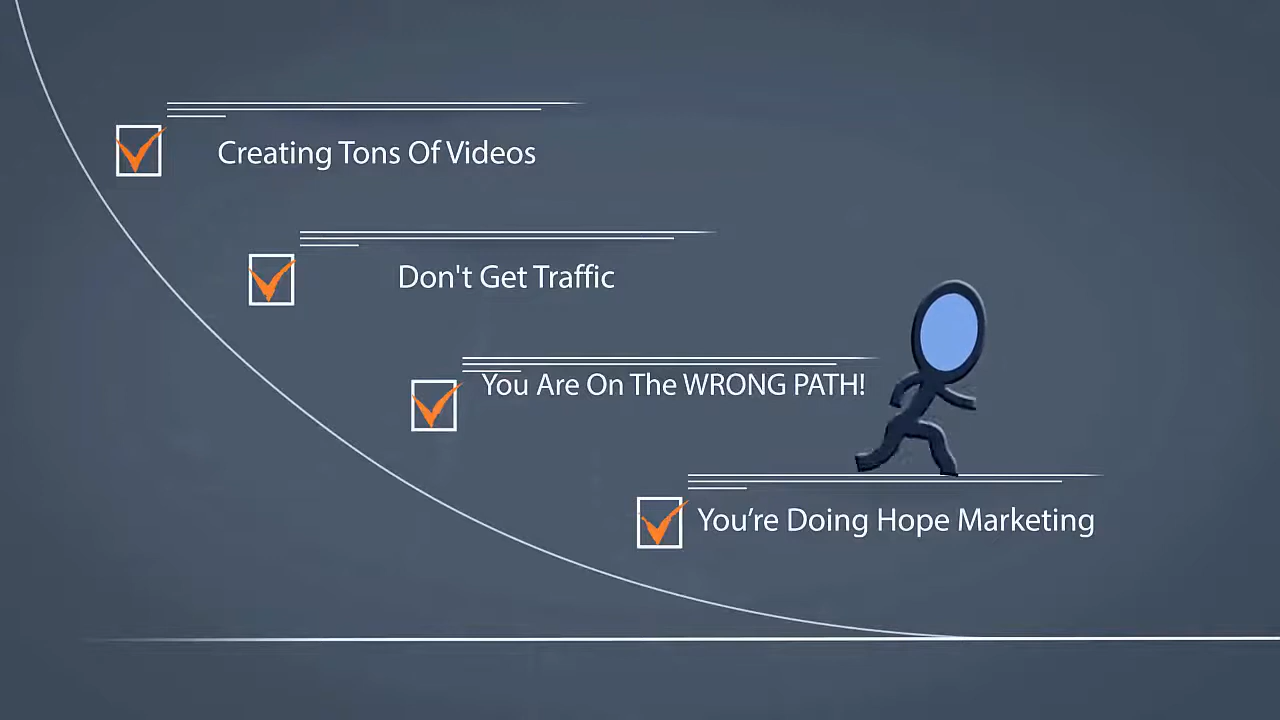 Creating Tons Of Videos
Don't Get Traffic
You Are On The WRONG PATH!
You’re Doing Hope Marketing